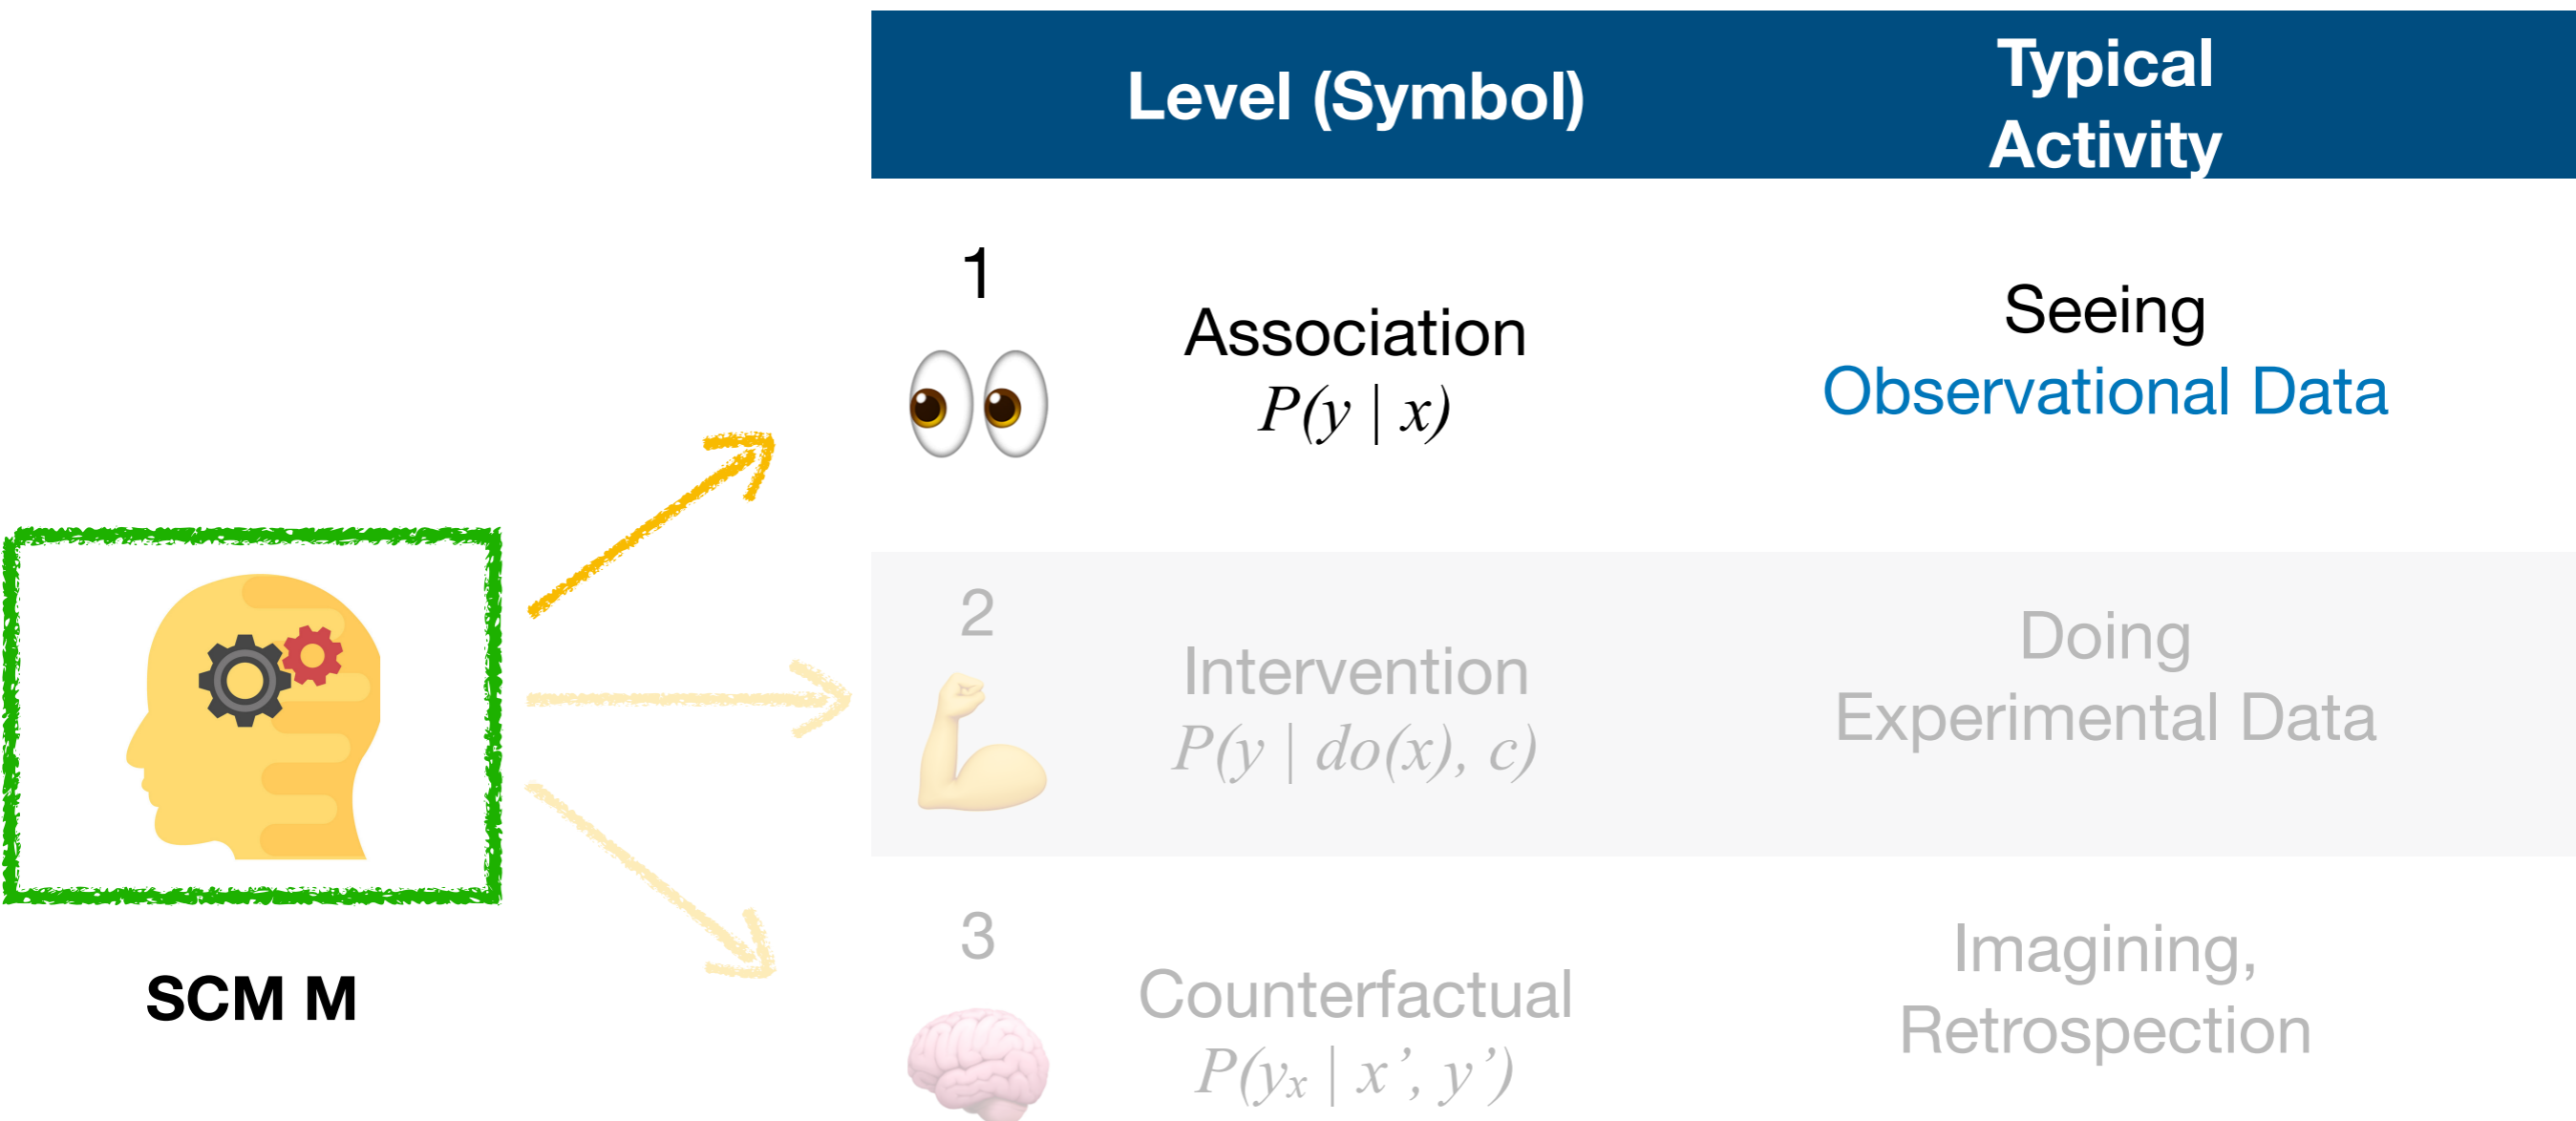 Level (Symbol)
Typical
Activity
1
Association
P(y | x)
Seeing
Observational Data
2
Intervention
P(y | do(x), c)
Doing
Experimental Data
3
Counterfactual
P(yₓ | x’, y’)
Imagining,
Retrospection
SCM M